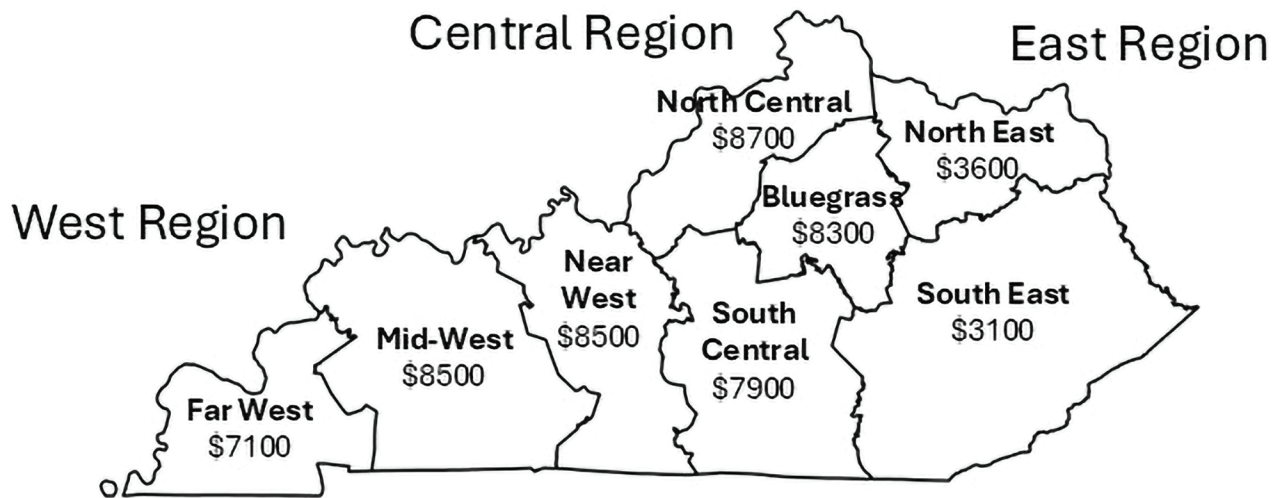 Central Region
East Region
North Central
$8700
North East
$3600
Bluegrass
$8300
West Region
Near
West
$8500
South East
$3100
South
Central
$7900
Mid-West
$8500
Far West
$7100